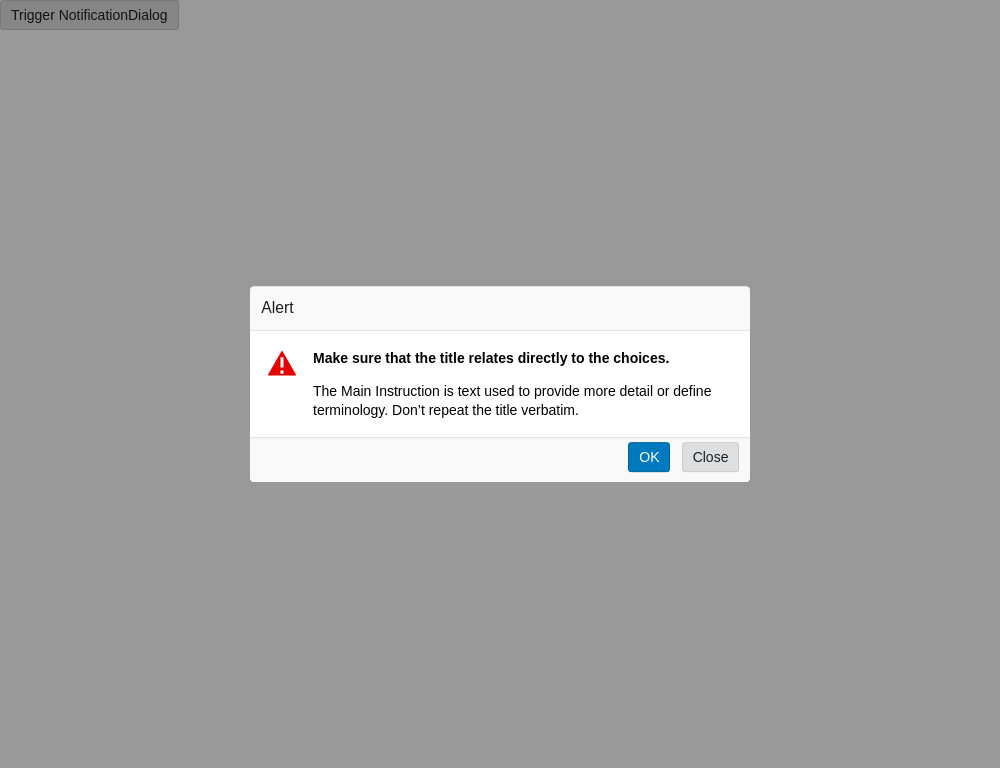 Trigger NotificationDialog
Alert
Make sure that the title relates directly to the choices.
The Main Instruction is text used to provide more detail or define
terminology. Don’t repeat the title verbatim.
OK Close